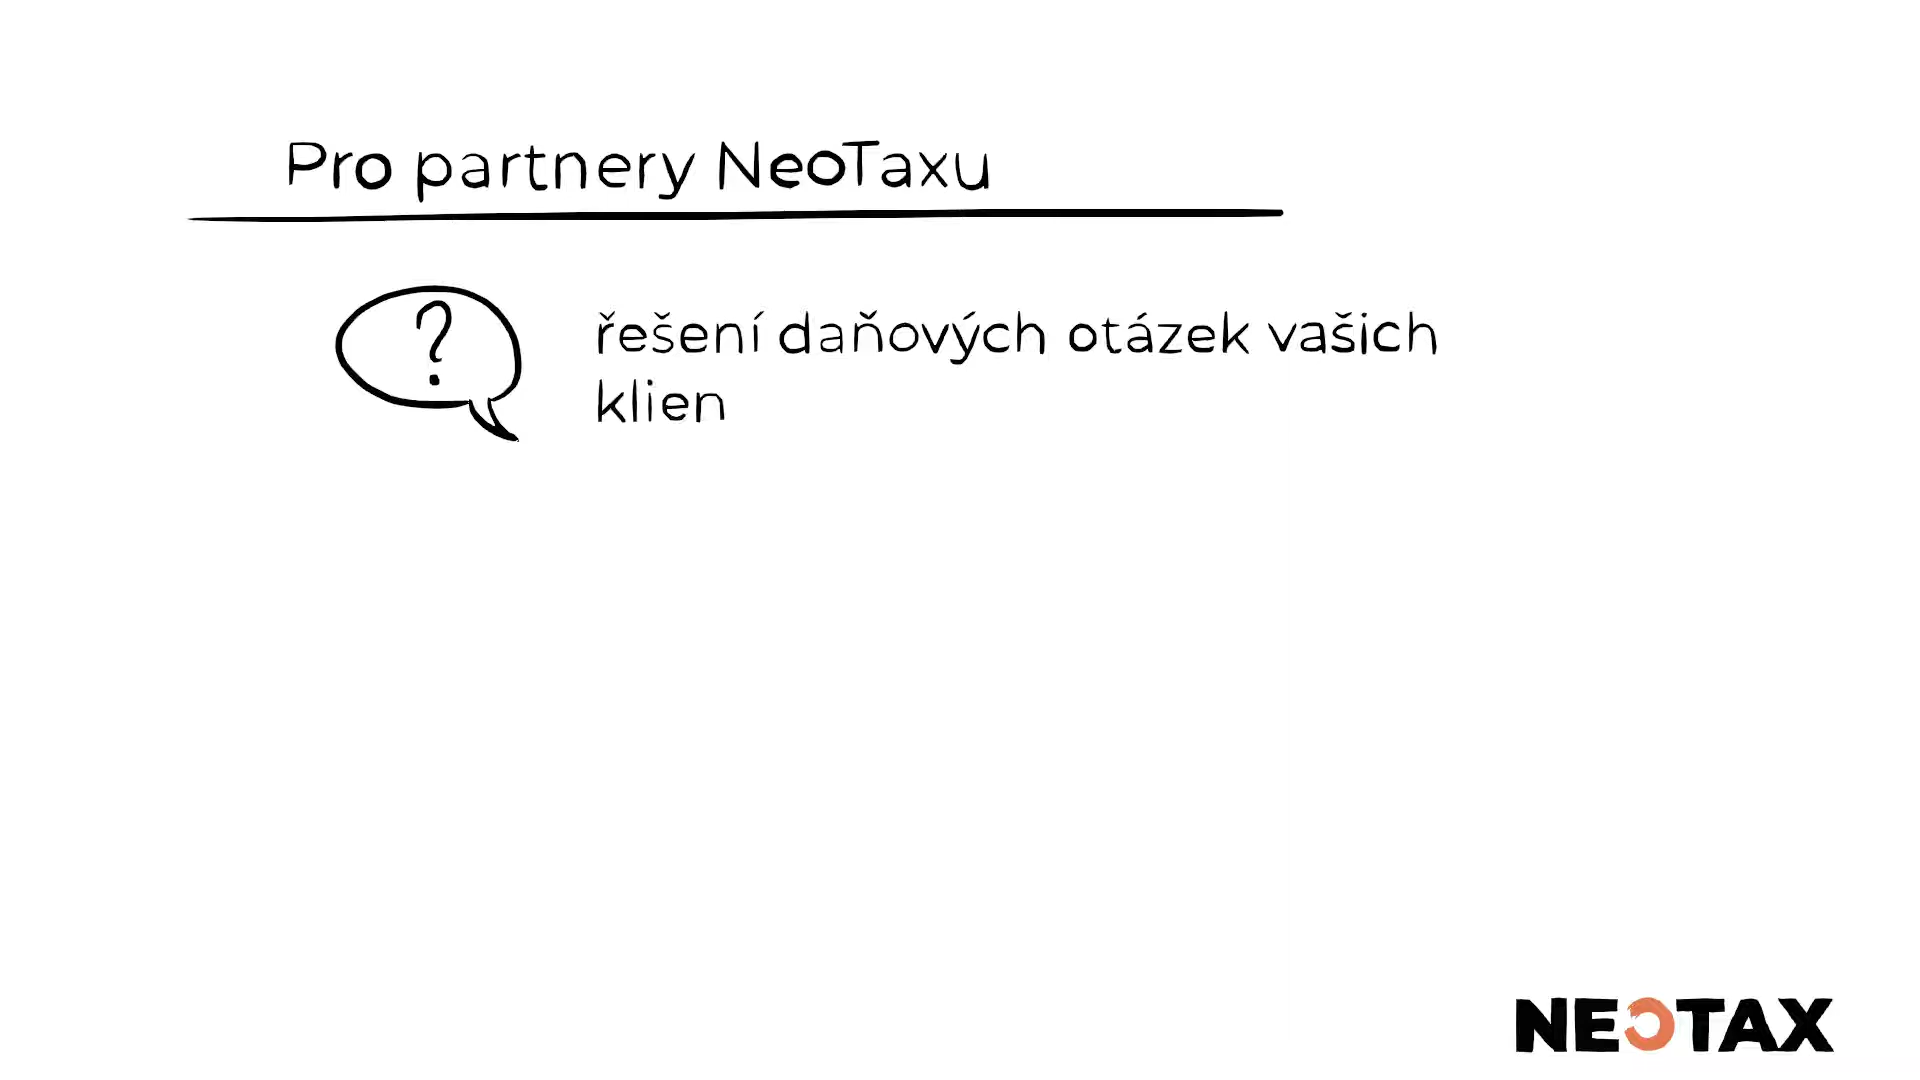 Pro partnery NeoTaxu
?
řešení daňových otázek vašich
klien
NEOTAX